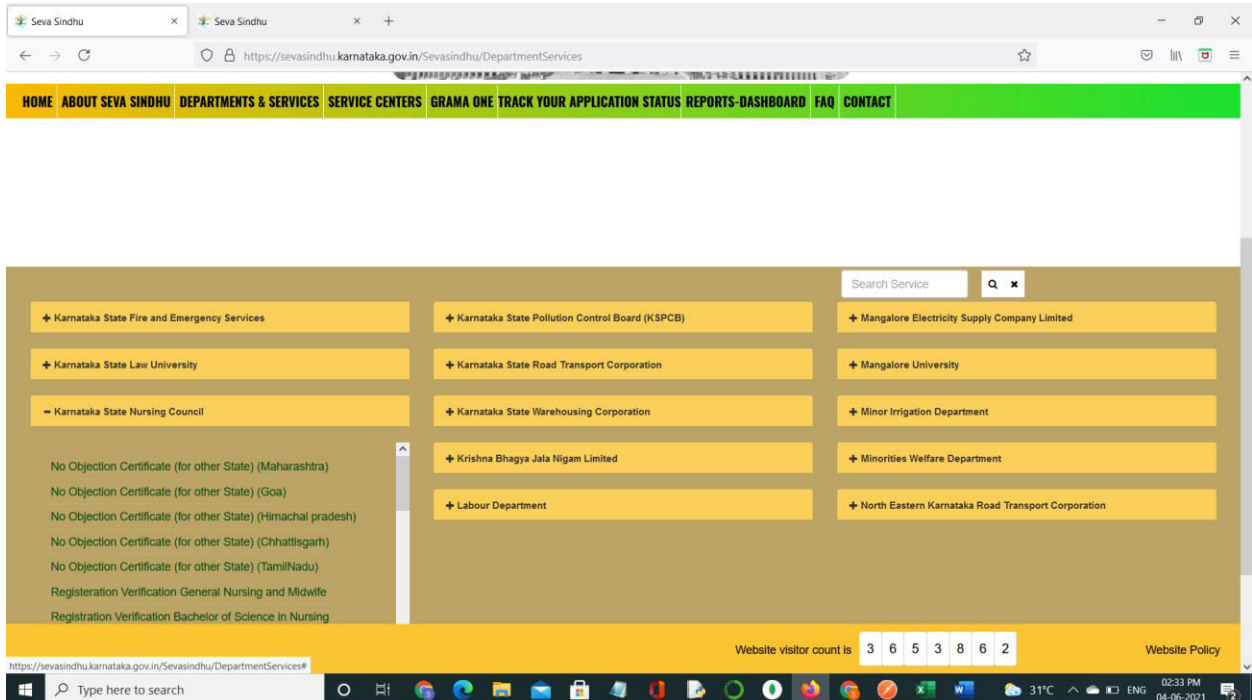 Seva Sindhu
Seva Sindhu
https://sevasindhu.karnataka.gov.in/Sevasindhu/DepartmentServices
HOME ABOUT SEVA SINDHU DEPARTMENTS & SERVICES SERVICE CENTERS GRAMA ONE TRACK YOUR APPLICATION STATUS REPORTS-DASHBOARD FAQ CONTACT
Search Service
Karnataka State Fire and Emergency Services
Karnataka State Law University
Karnataka State Nursing Council
No Objection Certificate (for other State) (Maharashtra)
No Objection Certificate (for other State) (Goa)
No Objection Certificate (for other State) (Himachal pradesh)
No Objection Certificate (for other State) (Chhattisgarh)
No Objection Certificate (for other State) (TamilNadu)
Registeration Verification General Nursing and Midwife
Registration Verification Bachelor of Science in Nursing
Karnataka State Pollution Control Board (KSPCB)
Karnataka State Road Transport Corporation
Karnataka State Warehousing Corporation
Krishna Bhagya Jala Nigam Limited
Labour Department
Mangalore Electricity Supply Company Limited
Mangalore University
Minor Irrigation Department
Minorities Welfare Department
North Eastern Karnataka Road Transport Corporation
Website visitor count is 3 6 5 3 8 6 2
Website Policy
https://sevasindhu.karnataka.gov.in/Sevasindhu/DepartmentServices#
Type here to search
31°C
ENG
02:33 PM
04-06-2021
2